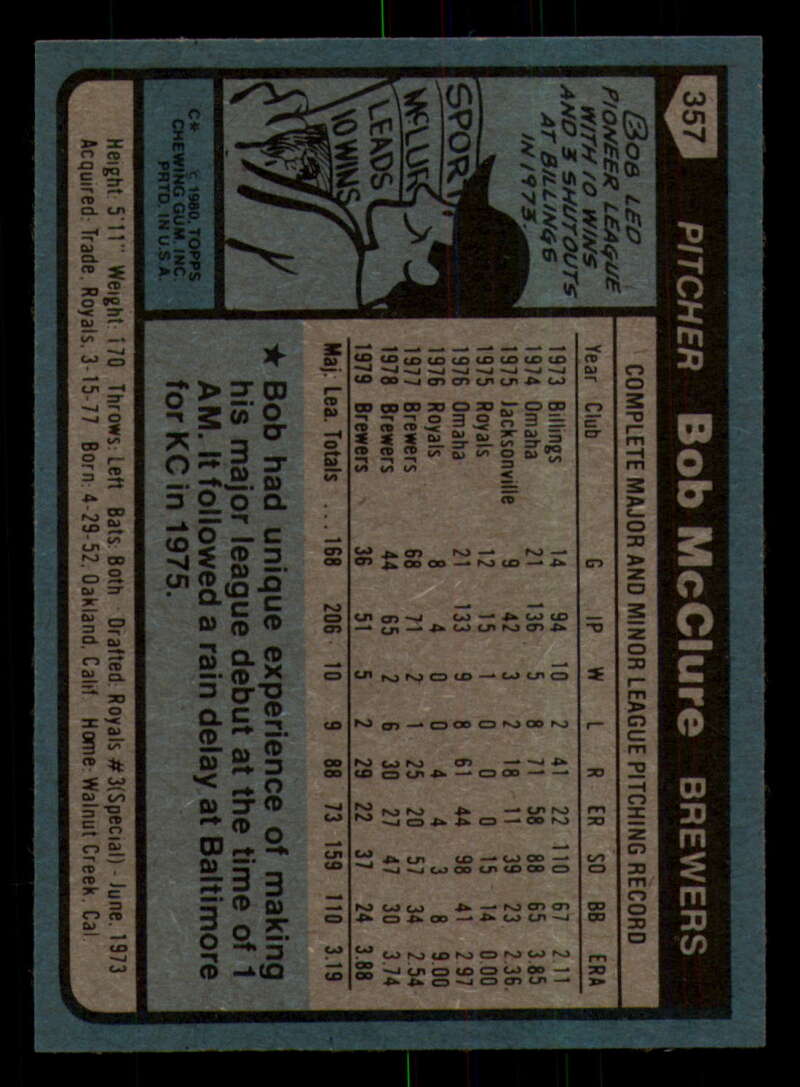 357 PITCHER Bob McClure BREWERS
BOB LED
PIONEER LEAGUE
WITH 10 WINS
AND 3 SHUTOUTS
AT BILLINGS
IN 1973.
SPORT
McCLUR
LEADS
10 WINS
C* © 1980 TOPPS
CHEWING GUM, INC.
PRTD. IN U.S.A.
COMPLETE MAJOR AND MINOR LEAGUE PITCHING RECORD
Year Club G IP W L R ER SO BB ERA
1973 Billings 14 94 10 2 41 22 110 67 2.11
1974 Omaha 21 136 5 8 71 58 88 65 3.85
1975 Jacksonville 9 42 3 2 18 11 39 23 2.36
1975 Royals 12 15 1 0 0 0 15 14 0.00
1976 Omaha 21 133 9 8 61 44 98 41 2.97
1976 Royals 8 4 0 0 4 4 3 8 9.00
1977 Brewers 68 71 2 1 25 20 57 34 2.54
1978 Brewers 44 65 2 6 30 27 47 30 3.74
1979 Brewers 36 51 5 2 29 22 37 24 3.88
Maj. Lea. Totals ... 168 206 10 9 88 73 159 110 3.19
★ Bob had unique experience of making
his major league debut at the time of 1
AM. It followed a rain delay at Baltimore
for KC in 1975.
Height: 5'11" Weight: 170 Throws: Left Bats: Both Drafted: Royals #3(Special) - June, 1973
Acquired: Trade, Royals, 3-15-77 Born: 4-29-52, Oakland, Calif. Home: Walnut Creek, Cal.